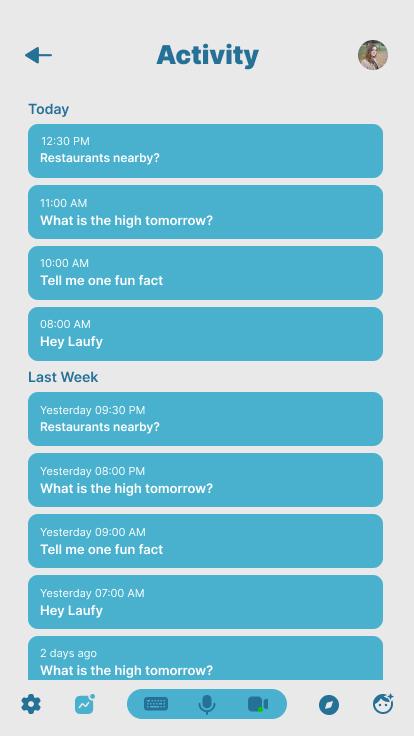 Activity
Today
12:30 PM
Restaurants nearby?
11:00 AM
What is the high tomorrow?
10:00 AM
Tell me one fun fact
08:00 AM
Hey Laufy
Last Week
Yesterday 09:30 PM
Restaurants nearby?
Yesterday 08:00 PM
What is the high tomorrow?
Yesterday 09:00 AM
Tell me one fun fact
Yesterday 07:00 AM
Hey Laufy
2 days ago
What is the high tomorrow?